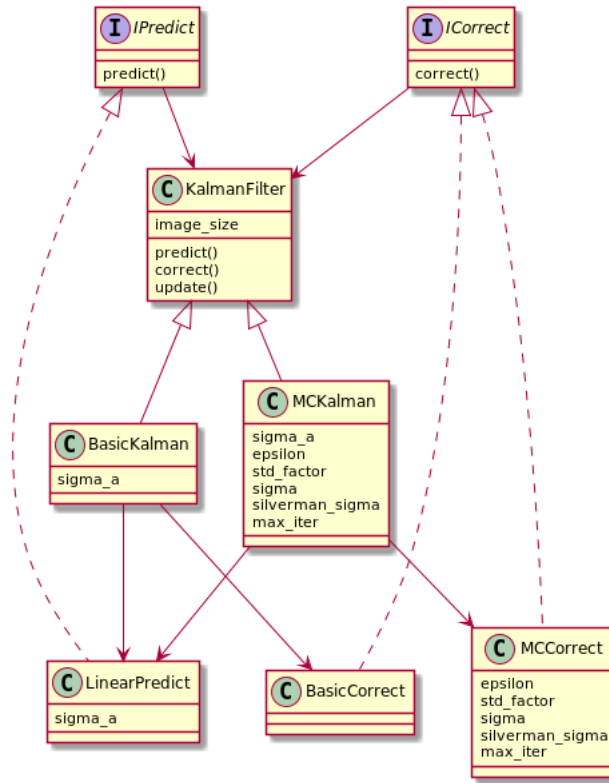 I IPredict
predict()
I ICorrect
correct()
C KalmanFilter
image_size
predict()
correct()
update()
C BasicKalman
sigma_a
C MCKalman
sigma_a
epsilon
std_factor
sigma
silverman_sigma
max_iter
C LinearPredict
sigma_a
C BasicCorrect
C MCCorrect
epsilon
std_factor
sigma
silverman_sigma
max_iter